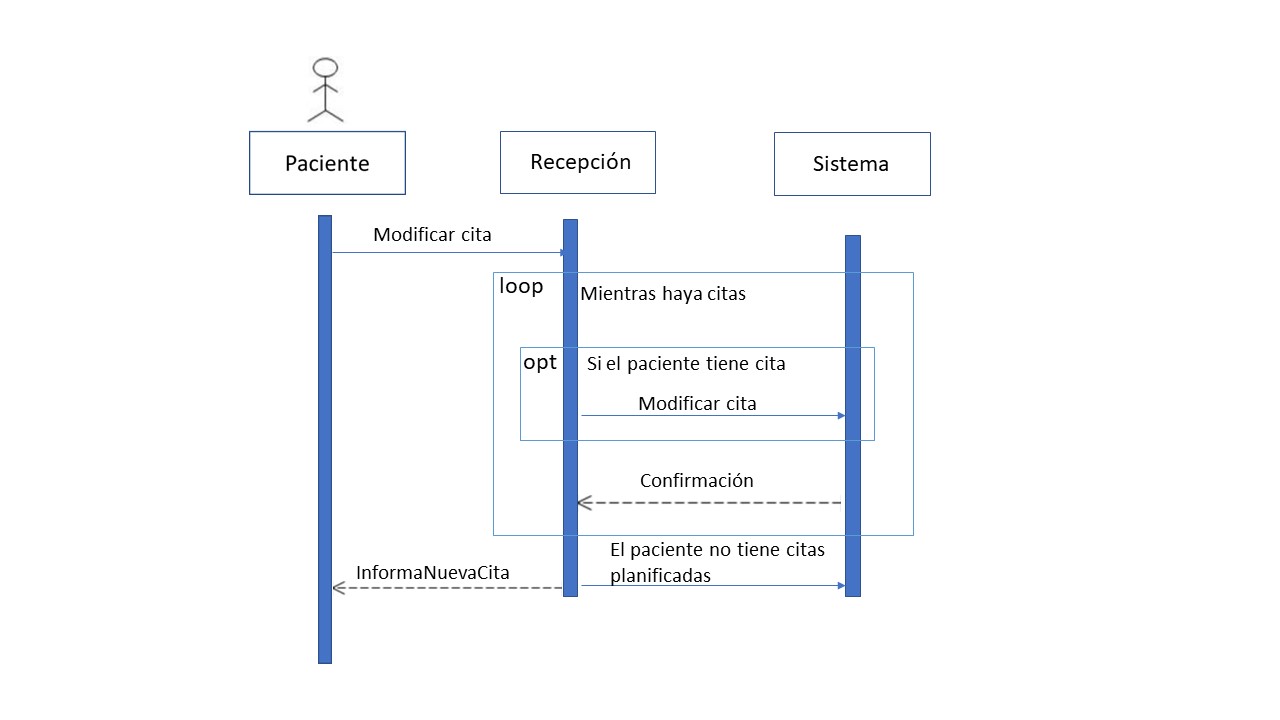 Paciente
Recepción
Sistema
Modificar cita
loop
Mientras haya citas
opt
Si el paciente tiene cita
Modificar cita
Confirmación
El paciente no tiene citas
planificadas
InformaNuevaCita